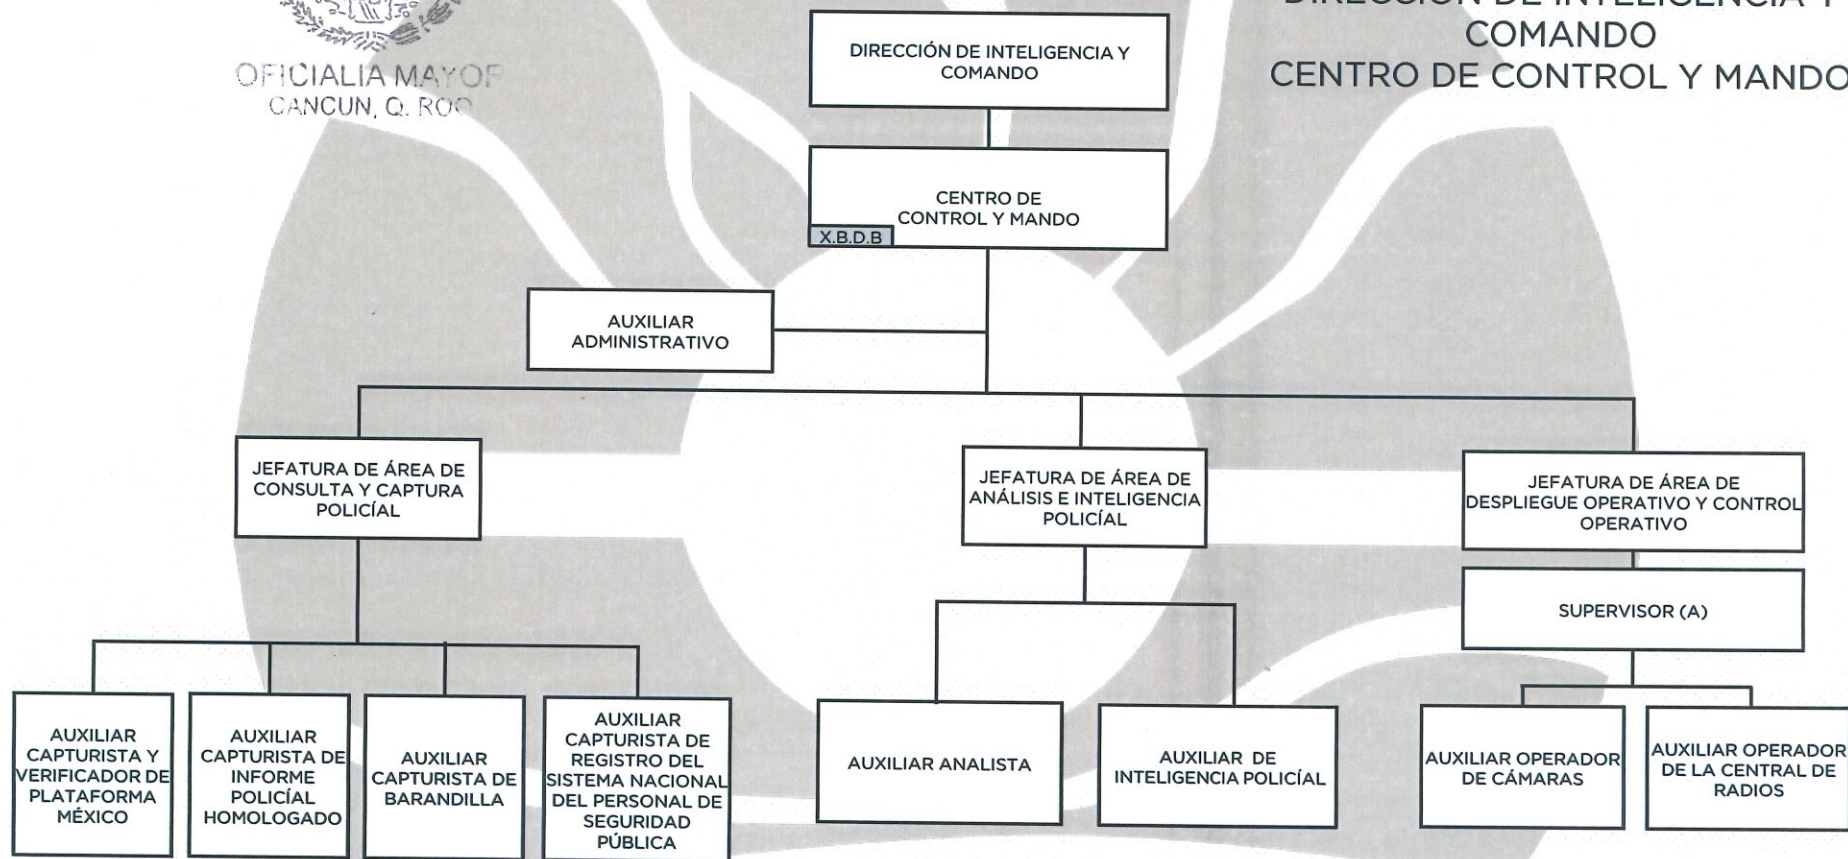 OFICIALIA MAYOR
CANCUN, Q. ROO
DIRECCIÓN DE INTELIGENCIA Y
COMANDO
CENTRO DE CONTROL Y MANDO
DIRECCIÓN DE INTELIGENCIA Y
COMANDO
CENTRO DE
CONTROL Y MANDO
X.B.D.B
AUXILIAR
ADMINISTRATIVO
JEFATURA DE ÁREA DE
CONSULTA Y CAPTURA
POLICÍAL
JEFATURA DE ÁREA DE
ANÁLISIS E INTELIGENCIA
POLICÍAL
JEFATURA DE ÁREA DE
DESPLIEGUE OPERATIVO Y CONTROL
OPERATIVO
SUPERVISOR (A)
AUXILIAR
CAPTURISTA Y
VERIFICADOR DE
PLATAFORMA
MÉXICO
AUXILIAR
CAPTURISTA DE
INFORME
POLICÍAL
HOMOLOGADO
AUXILIAR
CAPTURISTA DE
BARANDILLA
AUXILIAR
CAPTURISTA DE
REGISTRO DEL
SISTEMA NACIONAL
DEL PERSONAL DE
SEGURIDAD
PÚBLICA
AUXILIAR ANALISTA
AUXILIAR DE
INTELIGENCIA POLICÍAL
AUXILIAR OPERADOR
DE CÁMARAS
AUXILIAR OPERADOR
DE LA CENTRAL DE
RADIOS